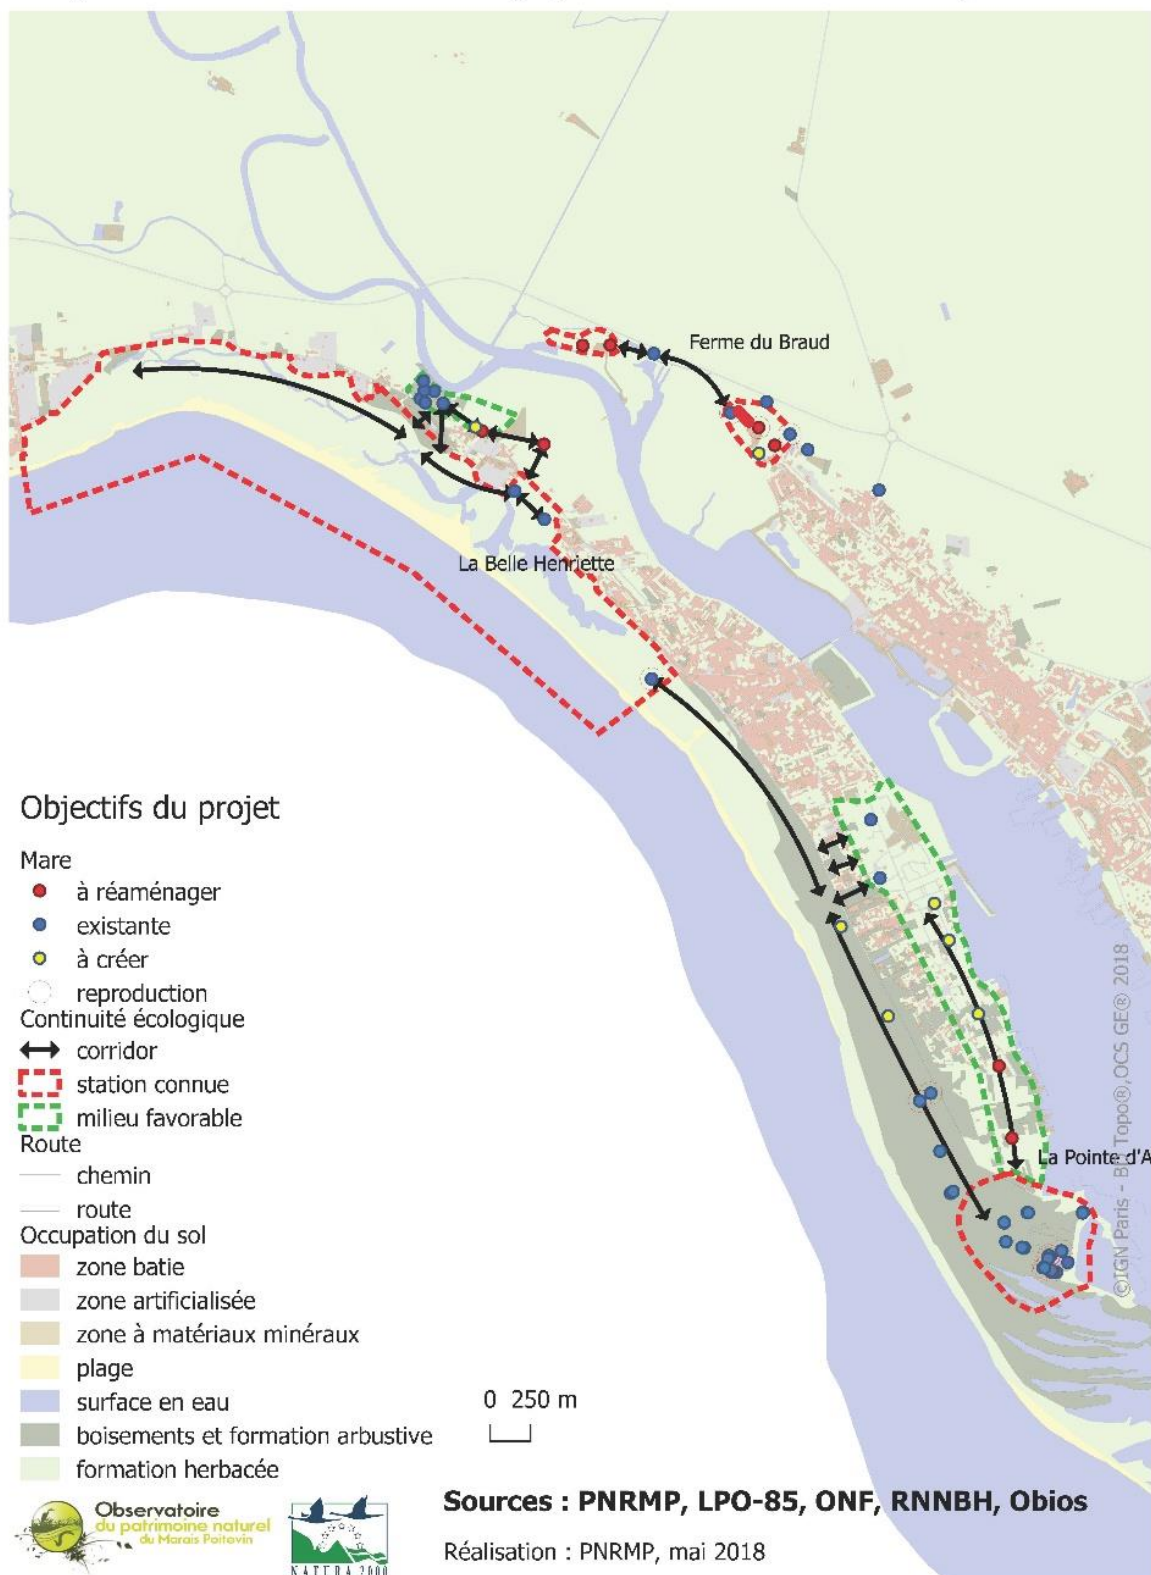 Ferme du Braud
La Belle Henriette
La Pointe d'A
©IGN Paris - BD Topo®,OCS GE® 2018
Objectifs du projet
Mare
à réaménager
existante
à créer
reproduction
Continuité écologique
corridor
station connue
milieu favorable
Route
chemin
route
Occupation du sol
zone batie
zone artificialisée
zone à matériaux minéraux
plage
surface en eau
boisements et formation arbustive
formation herbacée
0 250 m
Observatoire
du patrimoine naturel
du Marais Poitevin
NATURA 2000
Sources : PNRMP, LPO-85, ONF, RNNBH, Obios
Réalisation : PNRMP, mai 2018